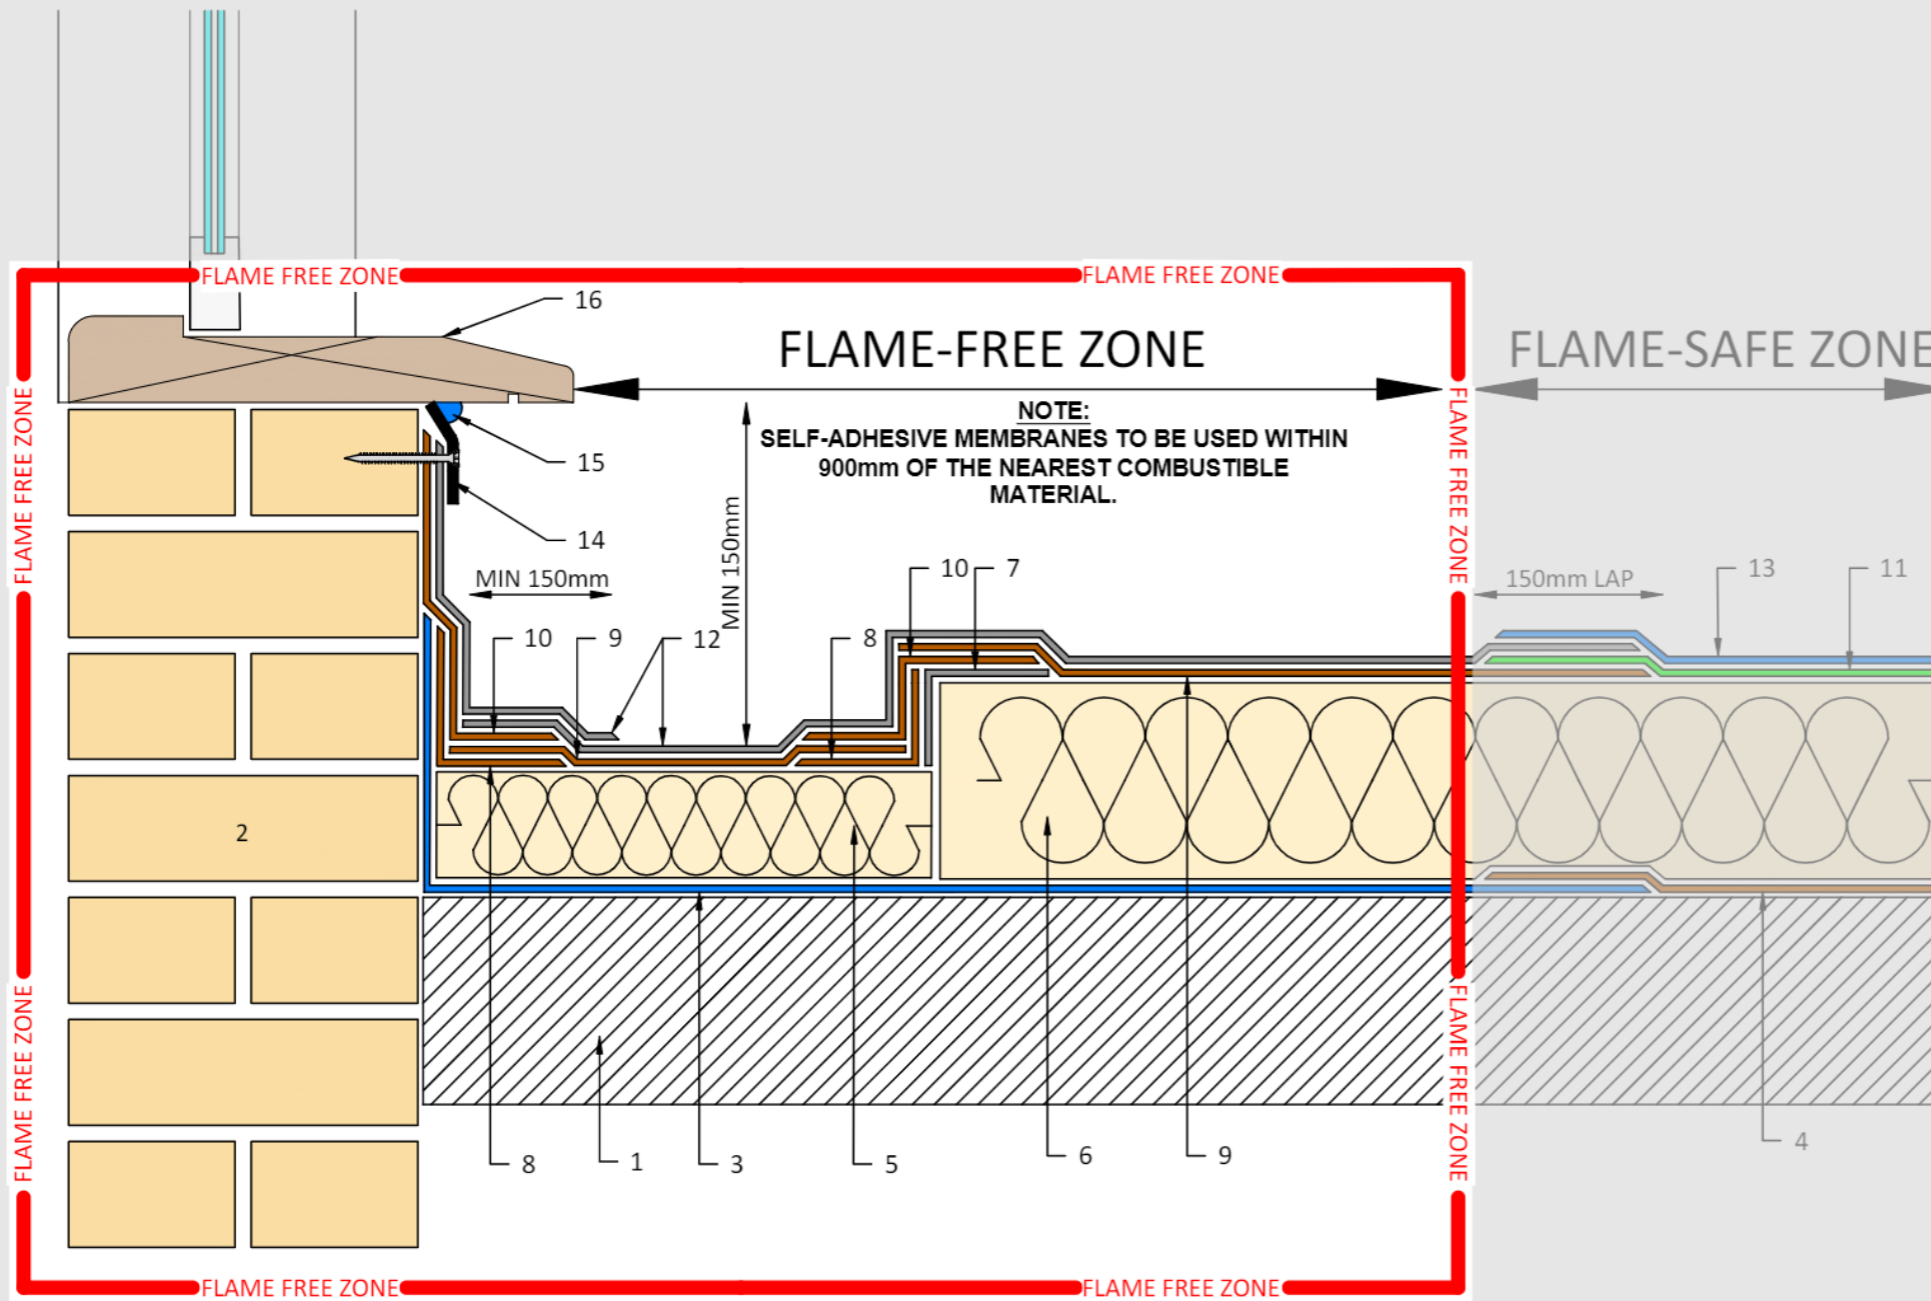 FLAME FREE ZONE
FLAME FREE ZONE
16
FLAME-FREE ZONE
FLAME-SAFE ZONE
NOTE:
SELF-ADHESIVE MEMBRANES TO BE USED WITHIN
900mm OF THE NEAREST COMBUSTIBLE
MATERIAL.
FLAME FREE ZONE
FLAME FREE ZONE
15
14
MIN 150mm
MIN 150mm
10
7
150mm LAP
13
11
10
9
12
8
2
FLAME FREE ZONE
FLAME FREE ZONE
8
1
3
5
6
9
4
FLAME FREE ZONE
FLAME FREE ZONE